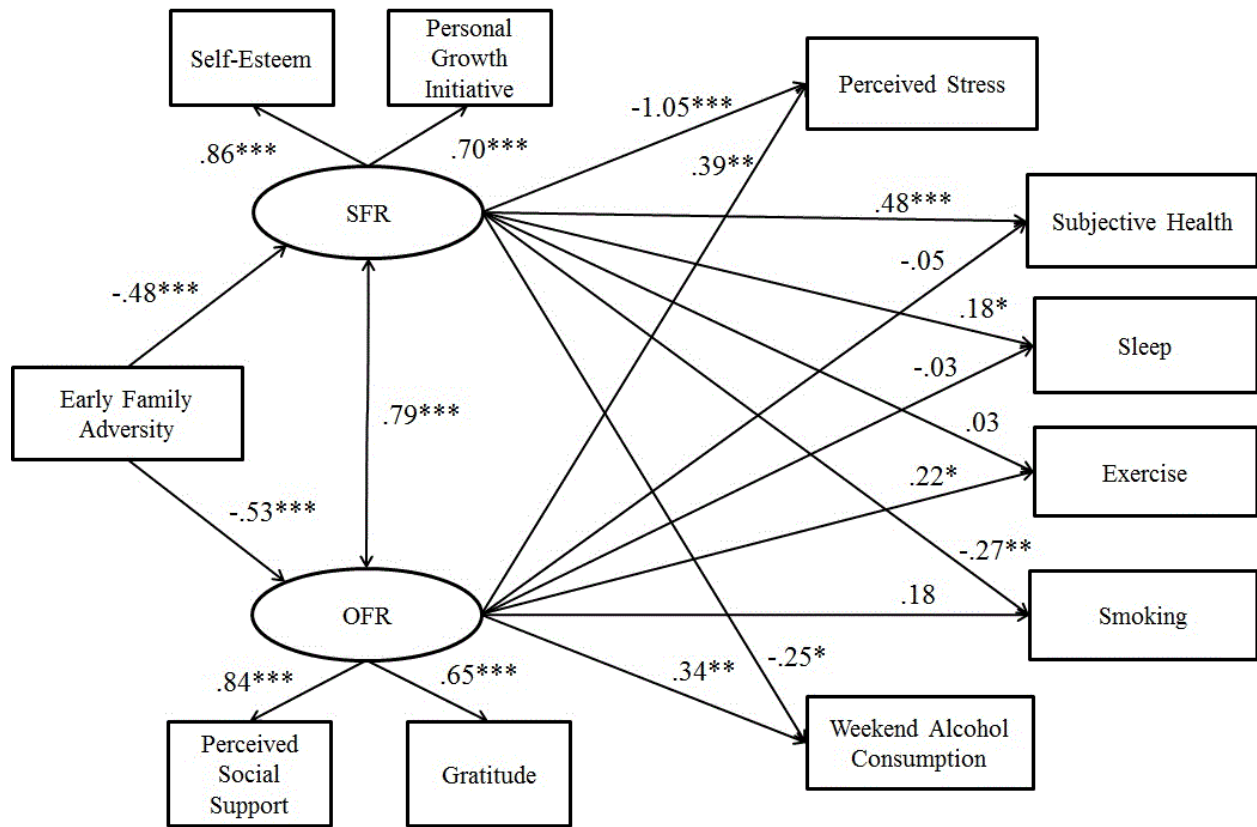 Self-Esteem
Personal
Growth
Initiative
Perceived Stress
-1.05***
.86***
.70***
.39**
SFR
.48***
Subjective Health
-.05
-.48***
.18*
Sleep
-.03
Early Family
Adversity
.79***
.03
Exercise
.22*
-.53***
-.27**
OFR
.18
Smoking
.84***
.65***
.34**
-.25*
Perceived
Social
Support
Gratitude
Weekend Alcohol
Consumption